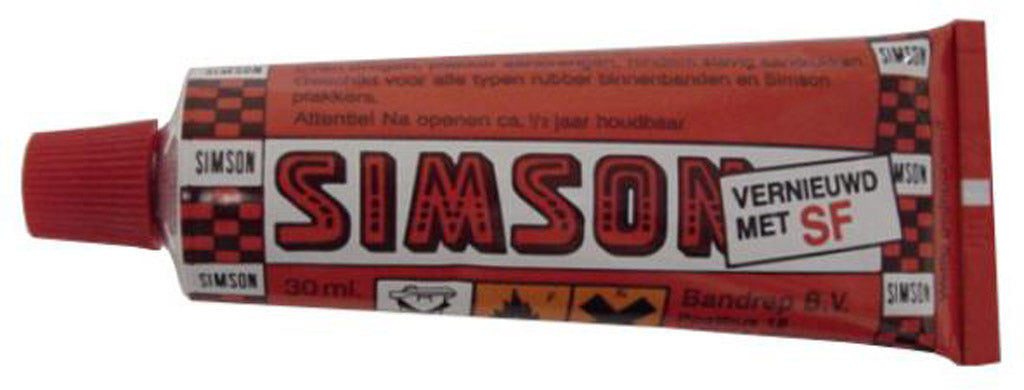 SIMSON
SIMSON
plakkers.
voor alle typen rubber binnenbanden en Simson
Attentie! Na openen ca. ½ jaar houdbaar
SIMSON
SIMSON
VERNIEUWD
MET SF
SIMSON
SIMSON
30 ml.
Bandrep B.V.
SIMSON